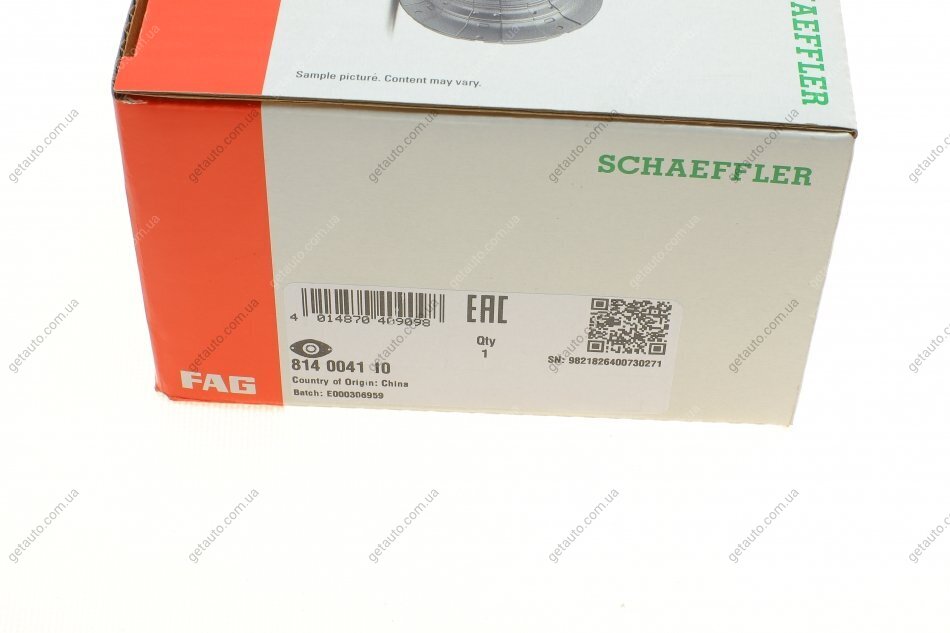 Sample picture. Content may vary.
SCHAEFFLER
SCHAEFFLER
4 014870 409098
EAC
Qty
1
814 0041 10
SN: 9821826400730271
Country of Origin: China
Batch: E000306959
FAG
getauto.com.ua